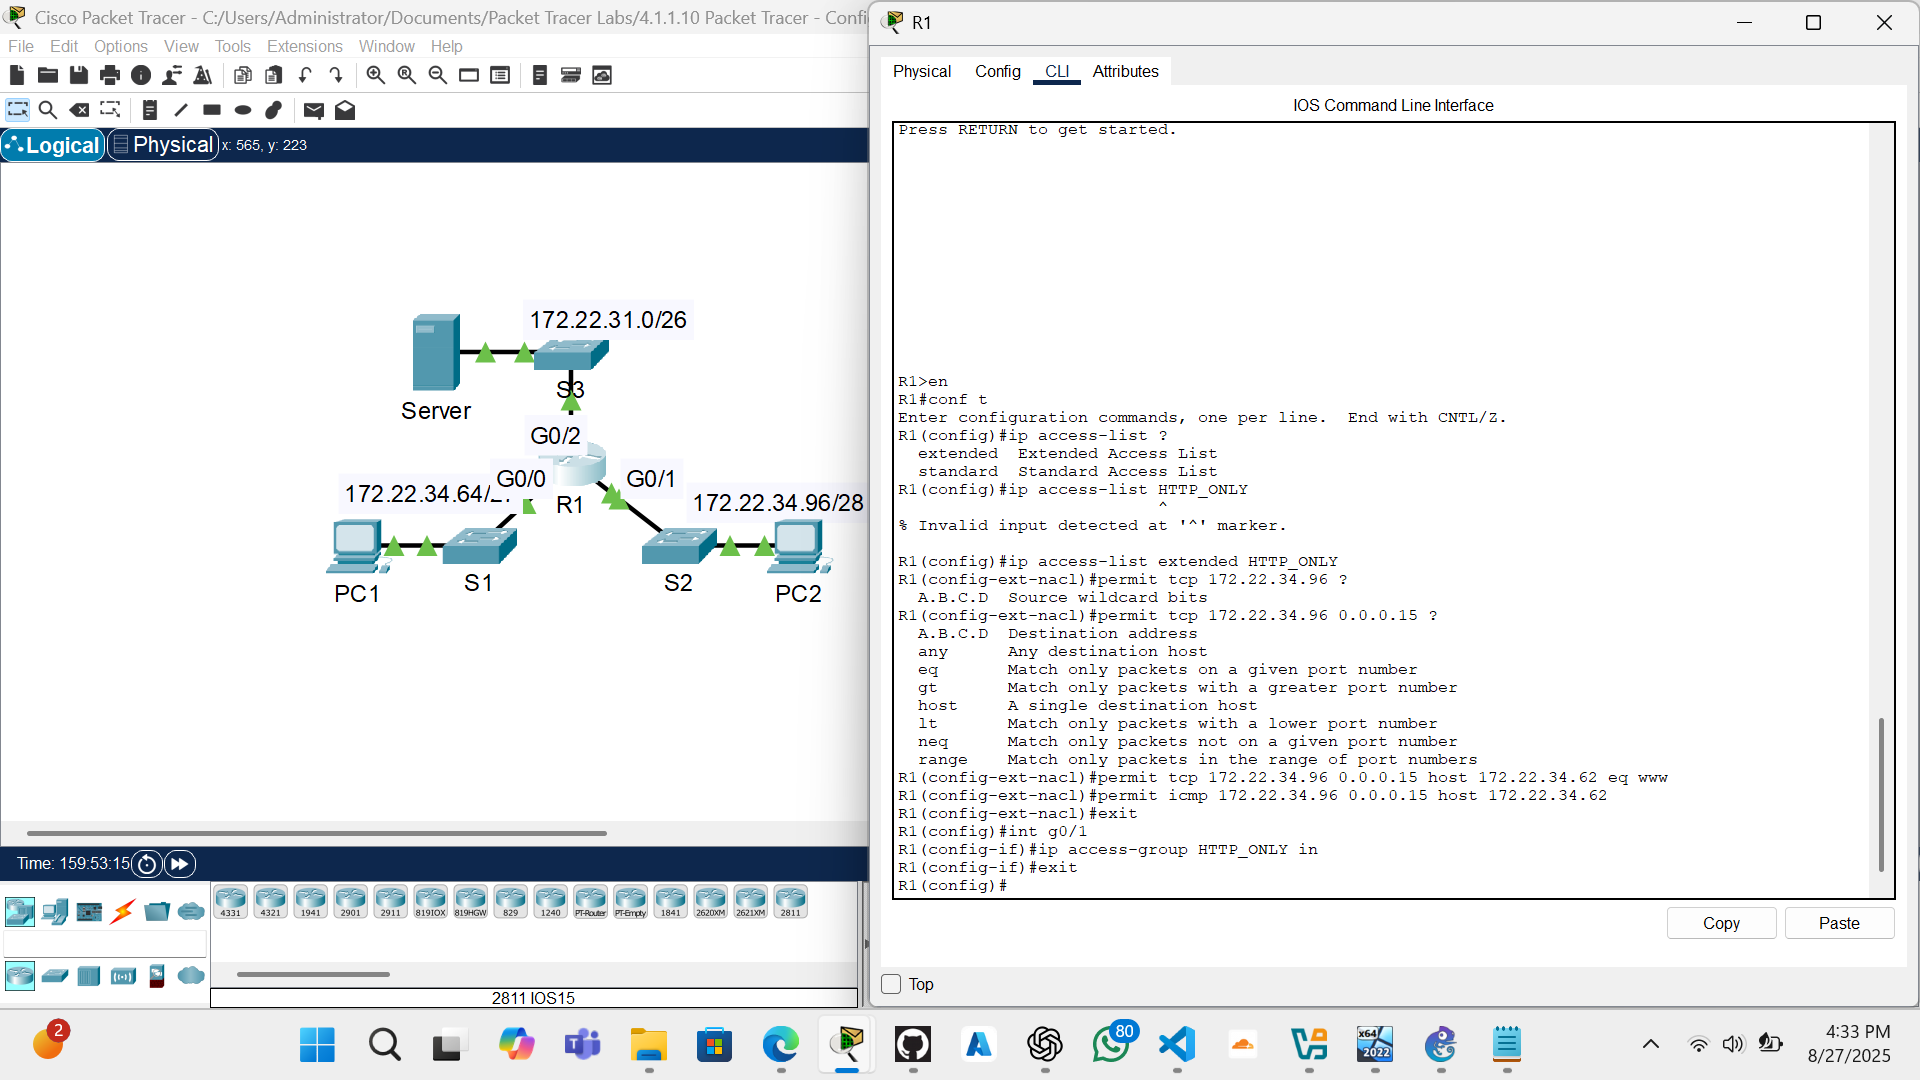 Cisco Packet Tracer - C:/Users/Administrator/Documents/Packet Tracer Labs/4.1.1.10 Packet Tracer - Confi
File Edit Options View Tools Extensions Window Help
Logical Physical x: 565, y: 223
172.22.31.0/26
S3
Server
G0/2
G0/0
G0/1
172.22.34.64/
R1
172.22.34.96/28
PC1
S1
S2
PC2
Time: 159:53:15
4331 4321 1941 2901 2911 819IOX 819HGW 829 1240 PT-Router PT-Empty 1841 2620XM 2621XM 2811
2811 IOS15
R1
Physical Config CLI Attributes
IOS Command Line Interface
Press RETURN to get started.
R1>en
R1#conf t
Enter configuration commands, one per line.  End with CNTL/Z.
R1(config)#ip access-list ?
  extended  Extended Access List
  standard  Standard Access List
R1(config)#ip access-list HTTP_ONLY
                          ^
% Invalid input detected at '^' marker.
R1(config)#ip access-list extended HTTP_ONLY
R1(config-ext-nacl)#permit tcp 172.22.34.96 ?
  A.B.C.D  Source wildcard bits
R1(config-ext-nacl)#permit tcp 172.22.34.96 0.0.0.15 ?
  A.B.C.D  Destination address
  any      Any destination host
  eq       Match only packets on a given port number
  gt       Match only packets with a greater port number
  host     A single destination host
  lt       Match only packets with a lower port number
  neq      Match only packets not on a given port number
  range    Match only packets in the range of port numbers
R1(config-ext-nacl)#permit tcp 172.22.34.96 0.0.0.15 host 172.22.34.62 eq www
R1(config-ext-nacl)#permit icmp 172.22.34.96 0.0.0.15 host 172.22.34.62
R1(config-ext-nacl)#exit
R1(config)#int g0/1
R1(config-if)#ip access-group HTTP_ONLY in
R1(config-if)#exit
R1(config)#
Copy Paste
Top
2
80
x64
2022
4:33 PM
8/27/2025